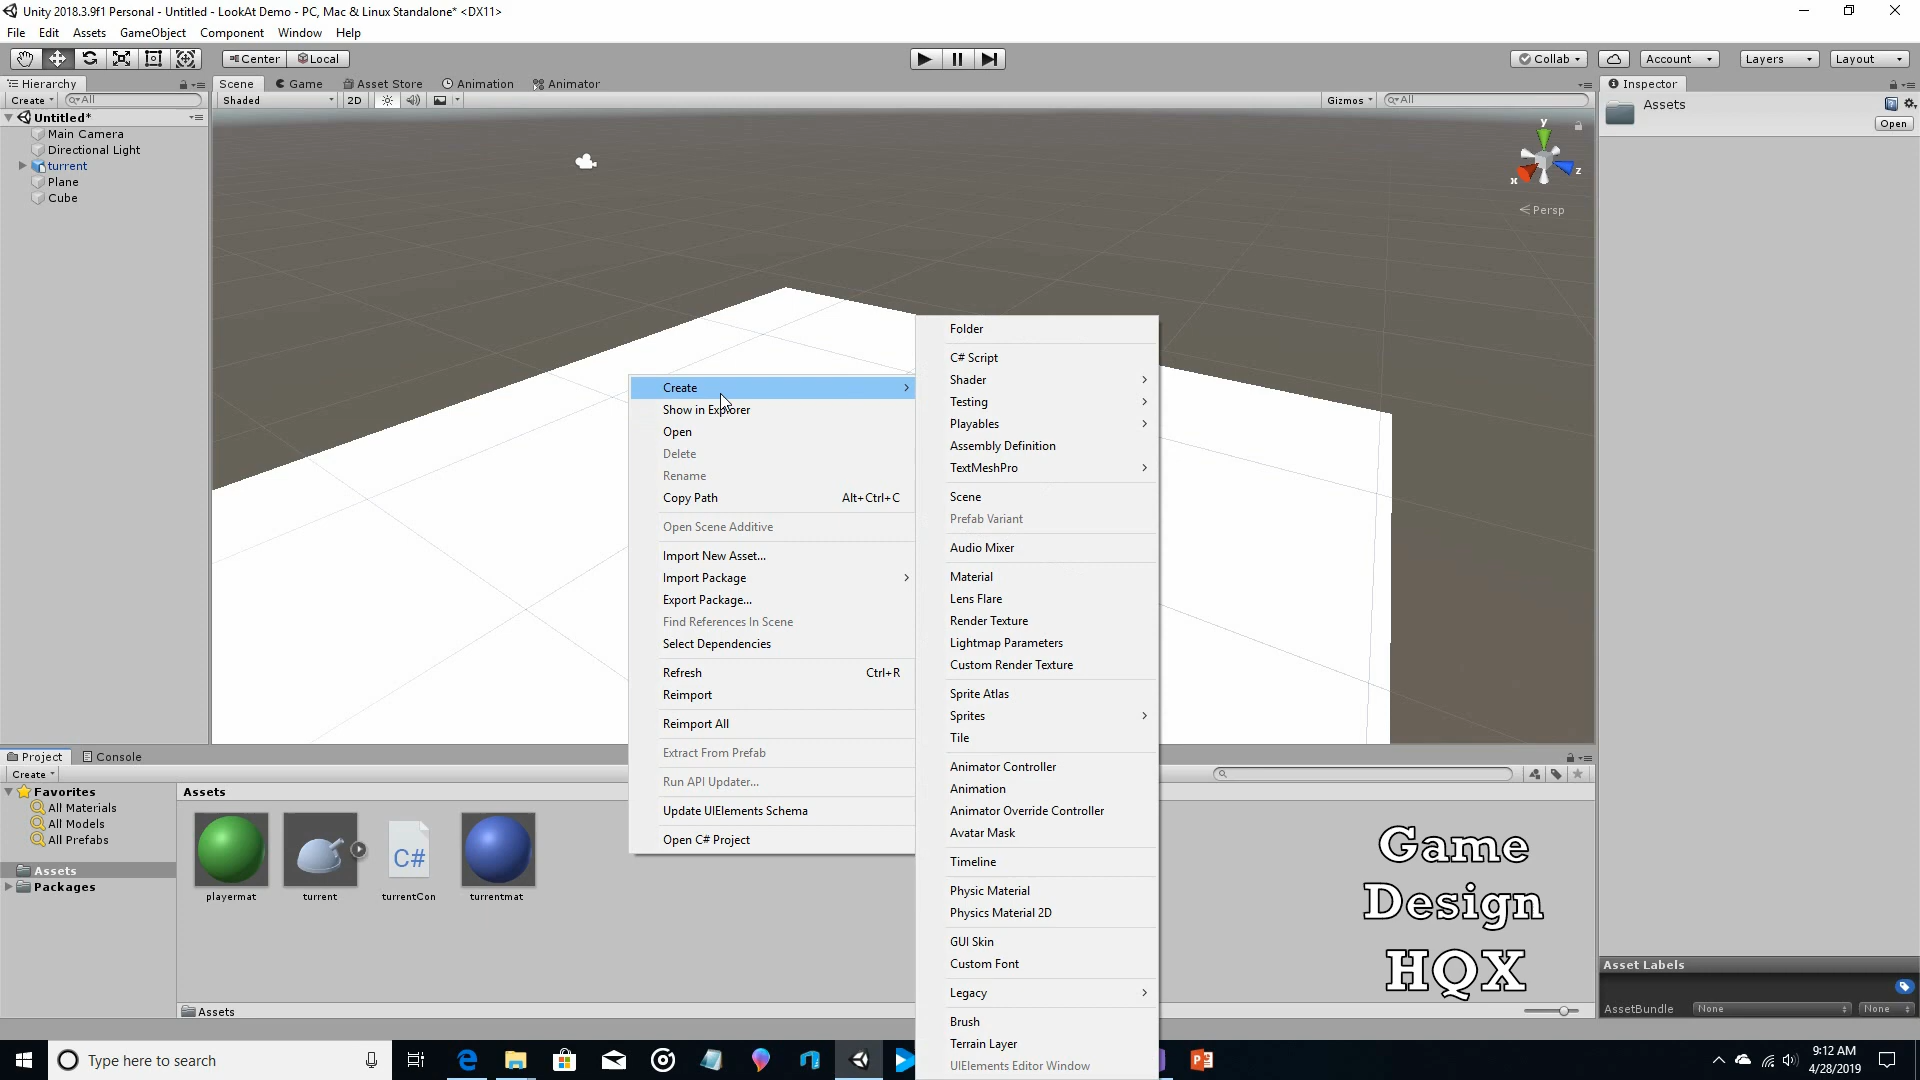 Unity 2018.3.9f1 Personal - Untitled - LookAt Demo - PC, Mac & Linux Standalone* <DX11>
File Edit Assets GameObject Component Window Help
Center Local Collab Account Layers Layout
Hierarchy Scene Game Asset Store Animation Animator Inspector
Create All Shaded 2D Gizmos All
Assets
Open
Untitled*
Main Camera
Directional Light
turrent
Plane
Cube
y
x
z
Persp
Create
Show in Explorer
Open
Delete
Rename
Copy Path Alt+Ctrl+C
Open Scene Additive
Import New Asset...
Import Package
Export Package...
Find References In Scene
Select Dependencies
Refresh Ctrl+R
Reimport
Reimport All
Extract From Prefab
Run API Updater...
Update UIElements Schema
Open C# Project
Folder
C# Script
Shader
Testing
Playables
Assembly Definition
TextMeshPro
Scene
Prefab Variant
Audio Mixer
Material
Lens Flare
Render Texture
Lightmap Parameters
Custom Render Texture
Sprite Atlas
Sprites
Tile
Animator Controller
Animation
Animator Override Controller
Avatar Mask
Timeline
Physic Material
Physics Material 2D
GUI Skin
Custom Font
Legacy
Brush
Terrain Layer
UIElements Editor Window
Project Console
Create
Favorites
All Materials
All Models
All Prefabs
Assets
Packages
Assets
C#
playermat turrent turrentCon turrentmat
Assets
Game
Design
HQX
Asset Labels
AssetBundle None None
Type here to search
9:12 AM
4/28/2019